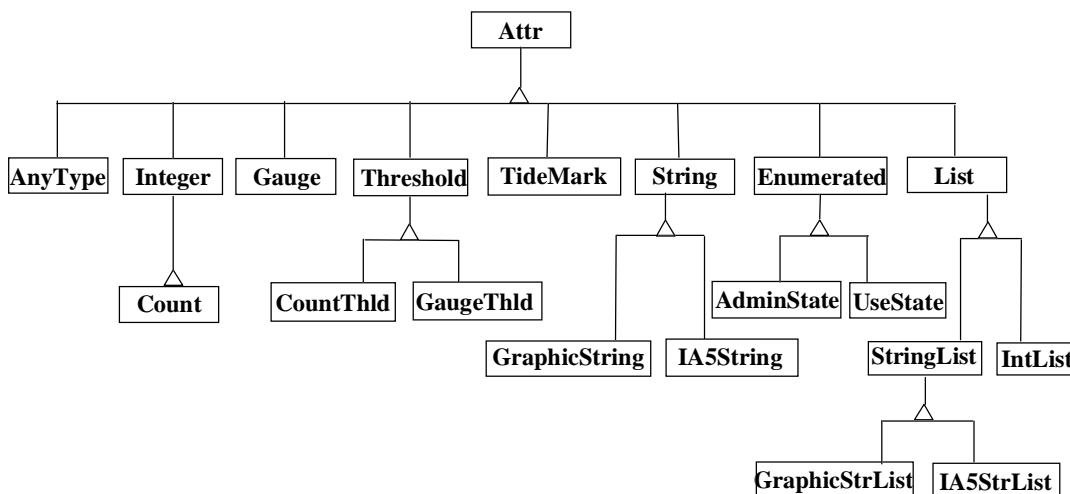 Attr
AnyType Integer Gauge Threshold TideMark String Enumerated List
Count CountThld GaugeThld AdminState UseState
GraphicString IA5String StringList IntList
GraphicStrList IA5StrList